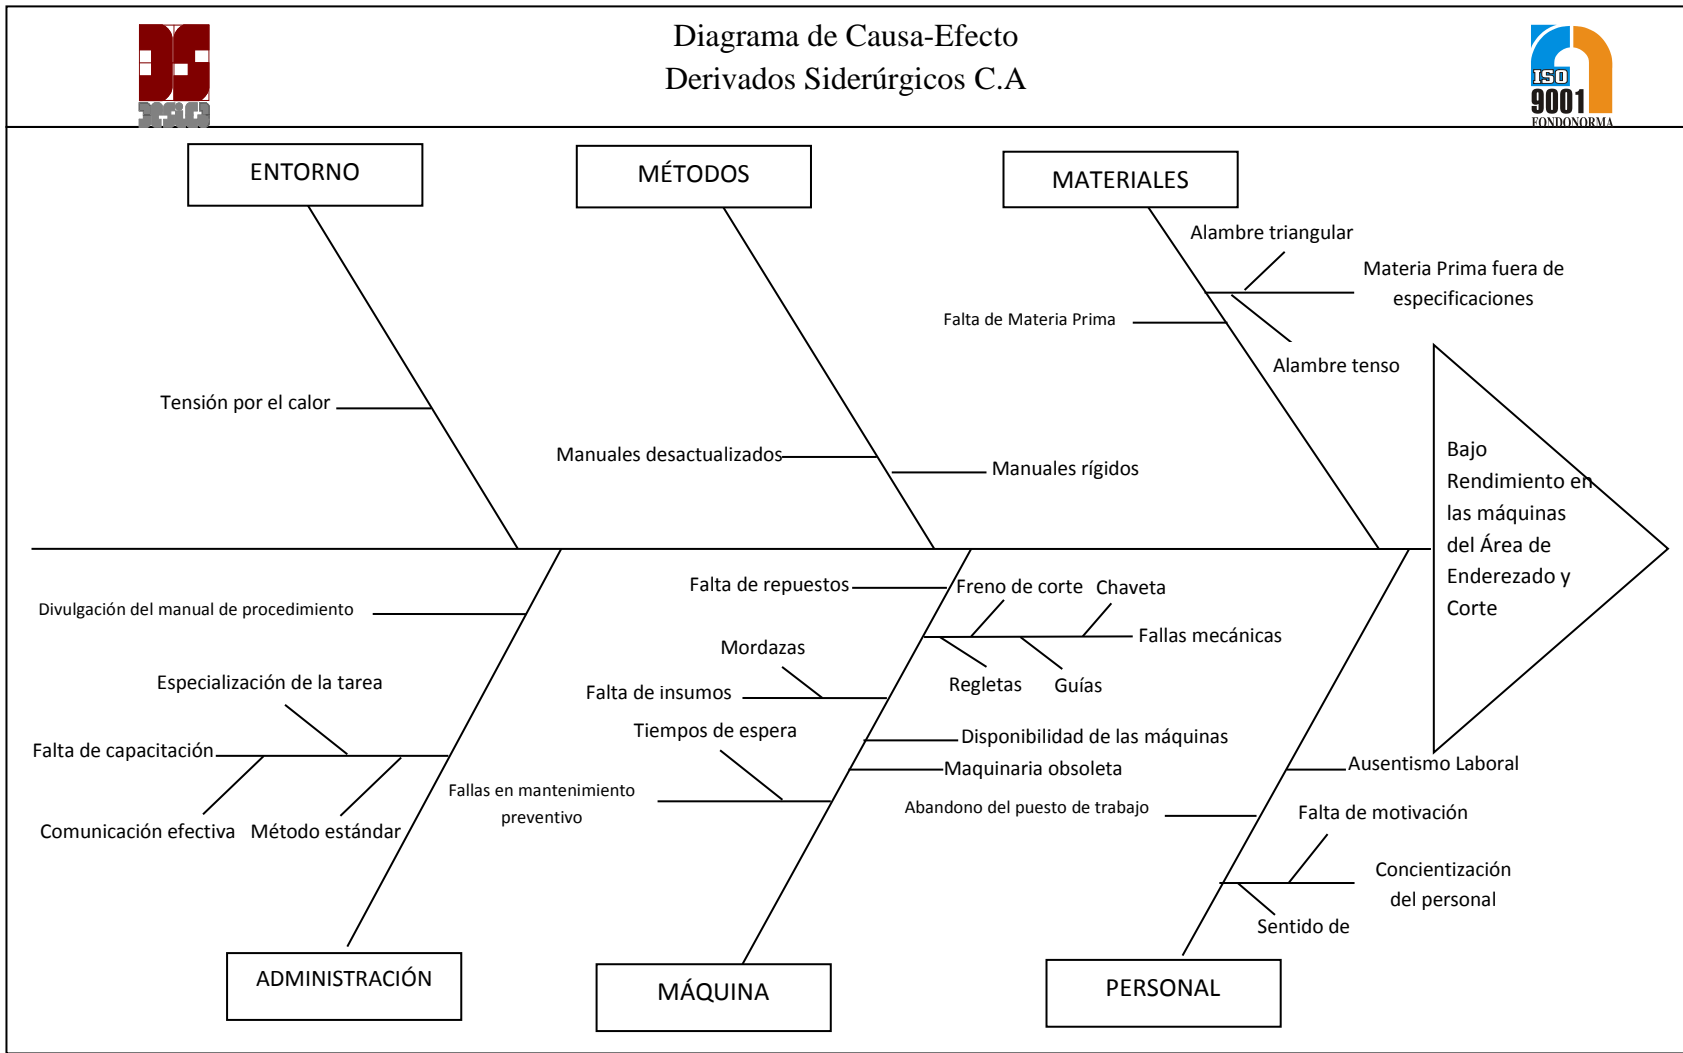 Diagrama de Causa-Efecto
Derivados Siderúrgicos C.A
ISO
9001
FONDONORMA
ENTORNO
MÉTODOS
MATERIALES
Alambre triangular
Materia Prima fuera de
especificaciones
Falta de Materia Prima
Alambre tenso
Tensión por el calor
Manuales desactualizados
Manuales rígidos
Bajo
Rendimiento en
las máquinas
del Área de
Enderezado y
Corte
Divulgación del manual de procedimiento
Especialización de la tarea
Falta de capacitación
Comunicación efectiva
Método estándar
Falta de repuestos
Freno de corte
Chaveta
Fallas mecánicas
Mordazas
Regletas
Guías
Falta de insumos
Tiempos de espera
Disponibilidad de las máquinas
Maquinaria obsoleta
Fallas en mantenimiento
preventivo
Ausentismo Laboral
Abandono del puesto de trabajo
Falta de motivación
Concientización
del personal
Sentido de
ADMINISTRACIÓN
MÁQUINA
PERSONAL